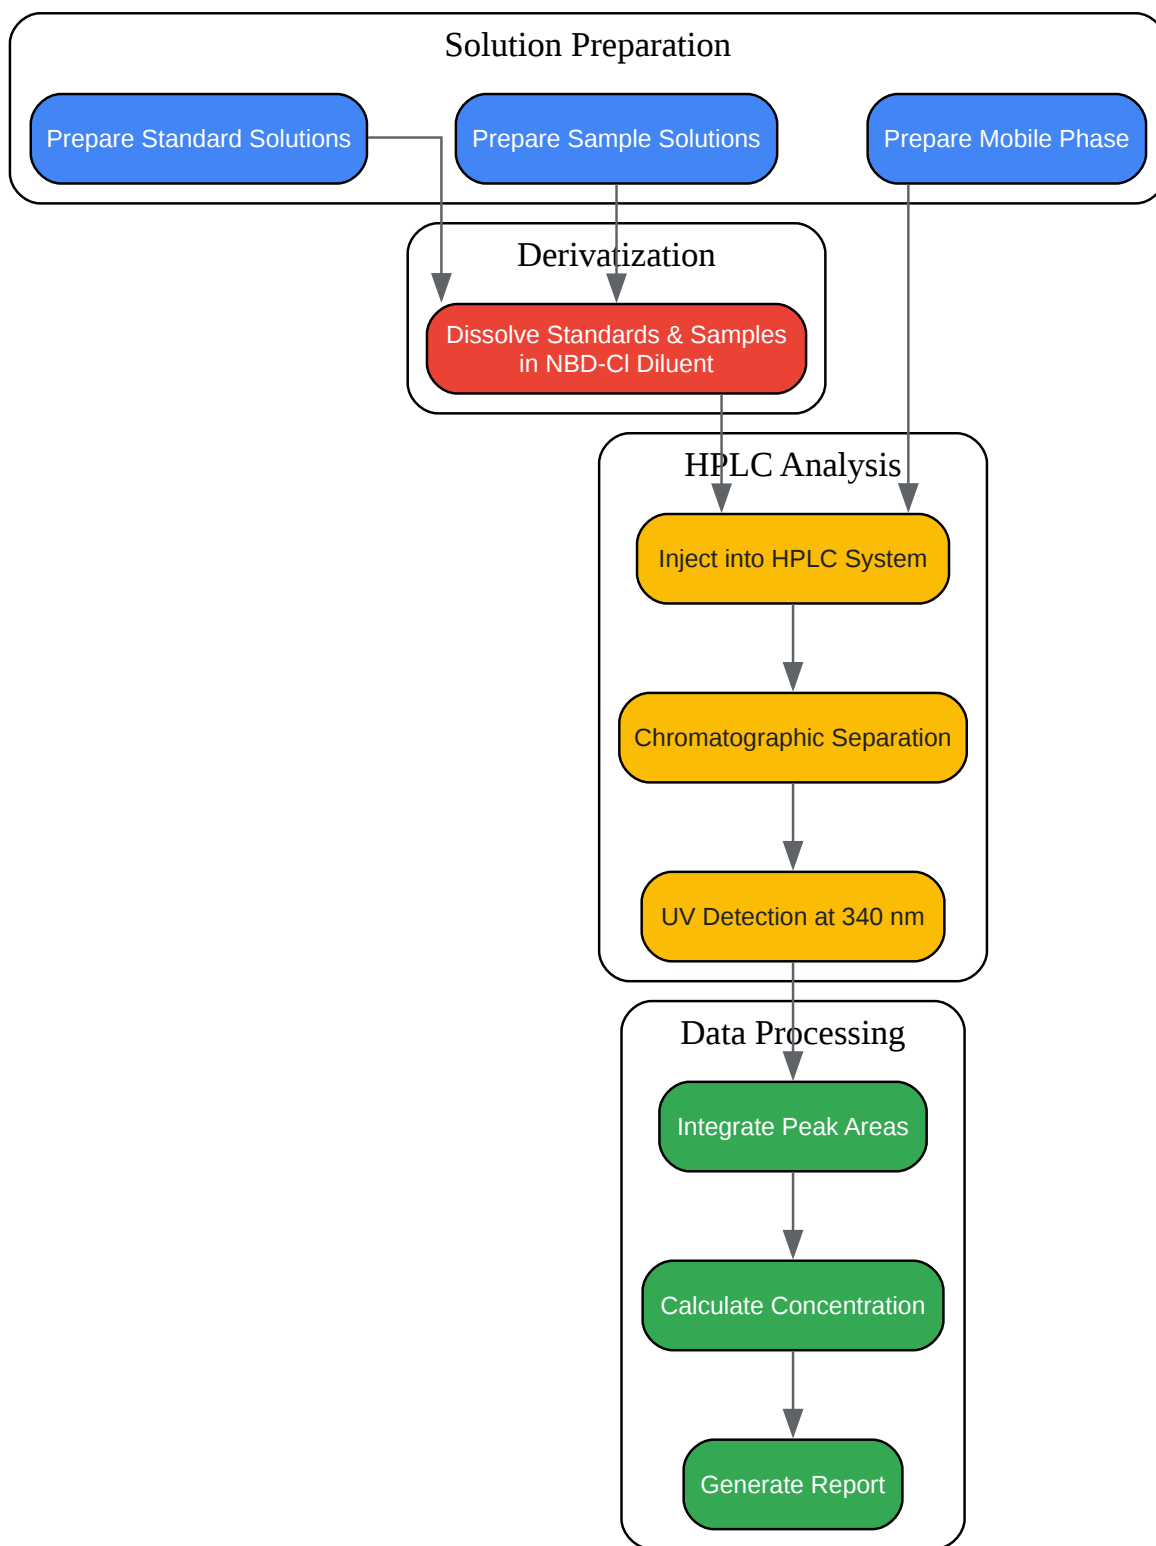 Solution Preparation
Prepare Standard Solutions
Prepare Sample Solutions
Prepare Mobile Phase
Derivatization
Dissolve Standards & Samples
in NBD-Cl Diluent
HPLC Analysis
Inject into HPLC System
Chromatographic Separation
UV Detection at 340 nm
Data Processing
Integrate Peak Areas
Calculate Concentration
Generate Report